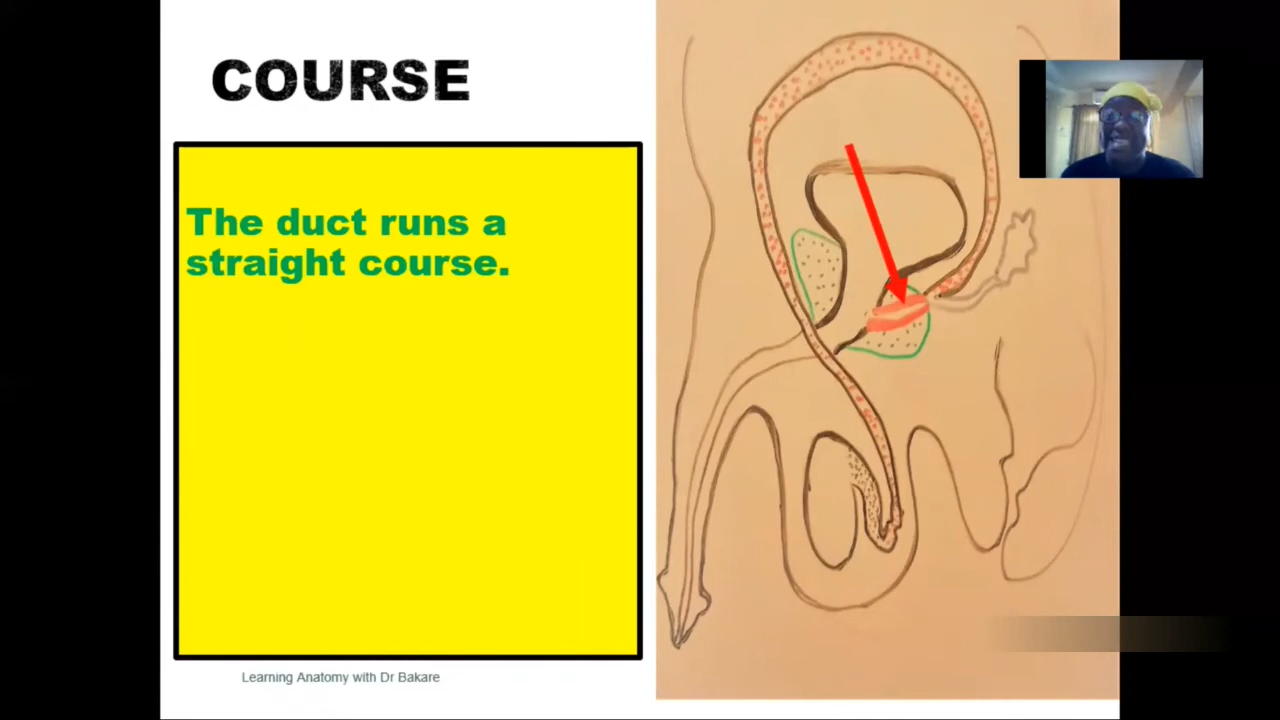 COURSE
The duct runs a
straight course.
Learning Anatomy with Dr Bakare